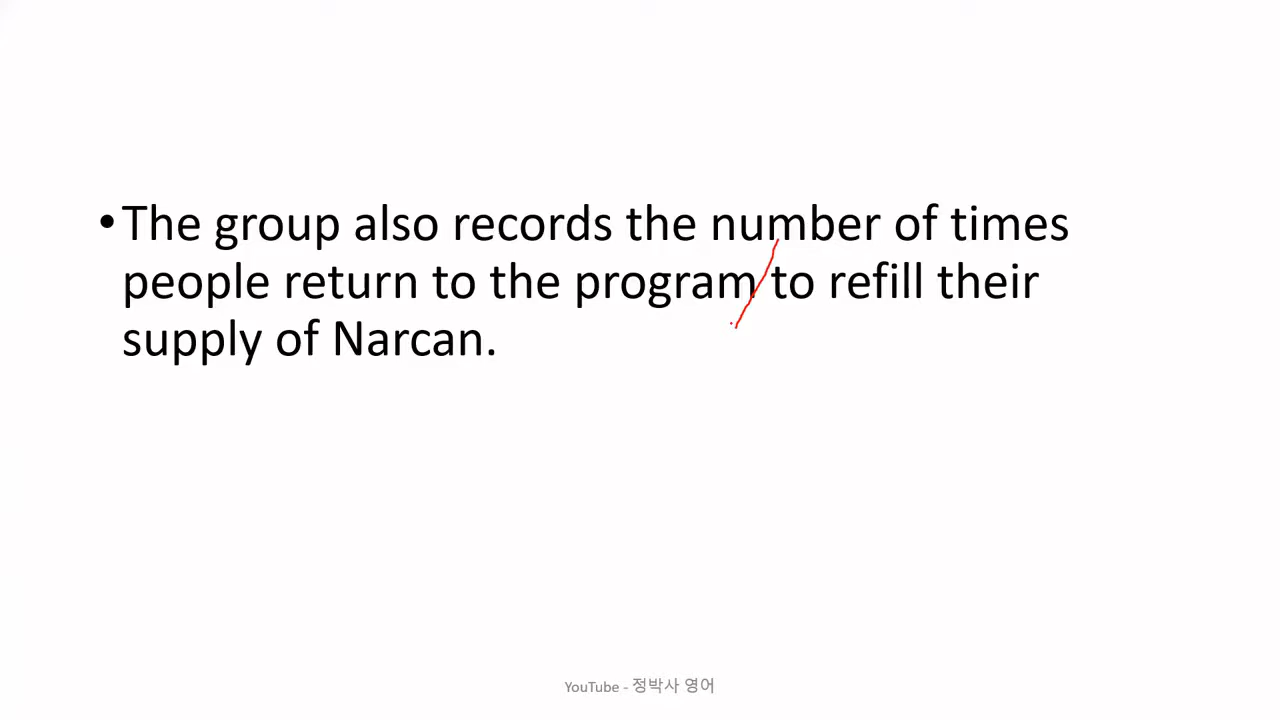 •The group also records the number of times
people return to the program to refill their
supply of Narcan.
YouTube - 정박사 영어